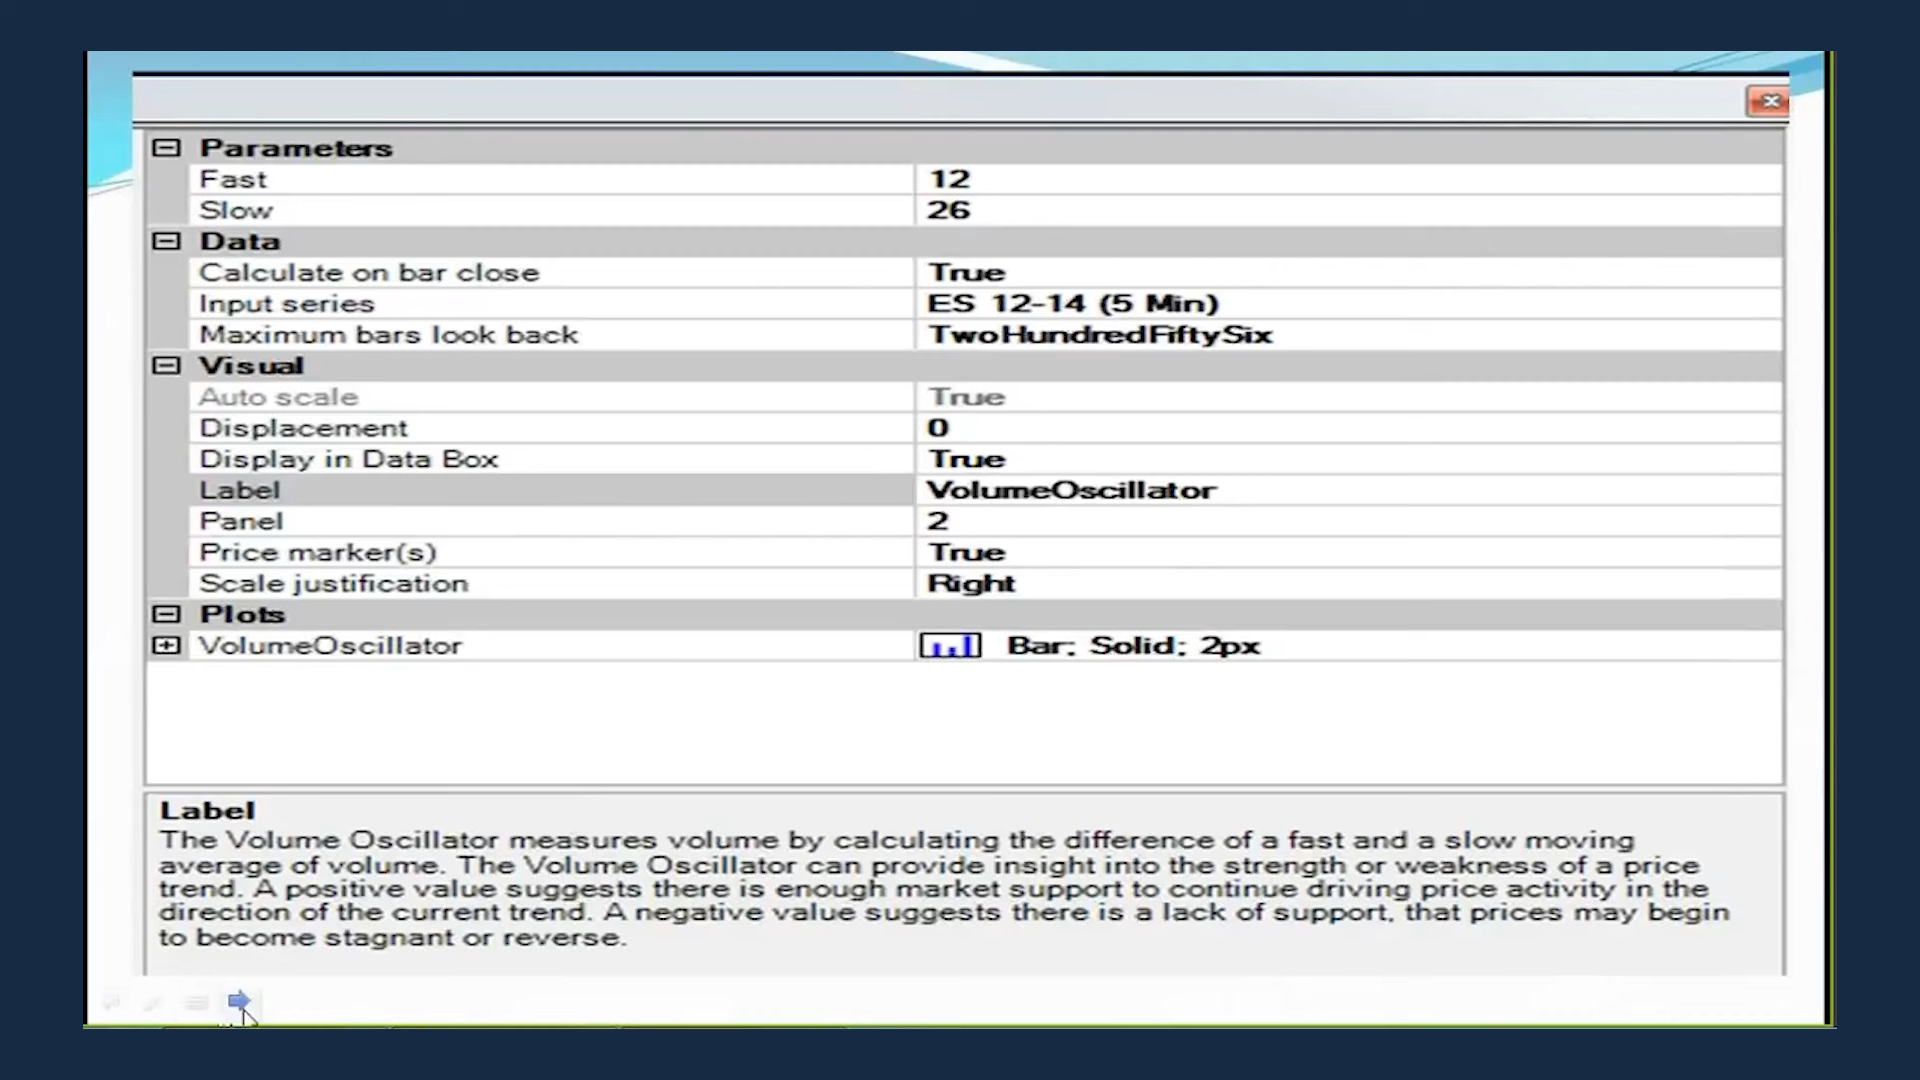 Parameters
Fast 12
Slow 26
Data
Calculate on bar close True
Input series ES 12-14 (5 Min)
Maximum bars look back TwoHundredFiftySix
Visual
Auto scale True
Displacement 0
Display in Data Box True
Label VolumeOscillator
Panel 2
Price marker(s) True
Scale justification Right
Plots
VolumeOscillator Bar; Solid; 2px
Label
The Volume Oscillator measures volume by calculating the difference of a fast and a slow moving
average of volume. The Volume Oscillator can provide insight into the strength or weakness of a price
trend. A positive value suggests there is enough market support to continue driving price activity in the
direction of the current trend. A negative value suggests there is a lack of support, that prices may begin
to become stagnant or reverse.